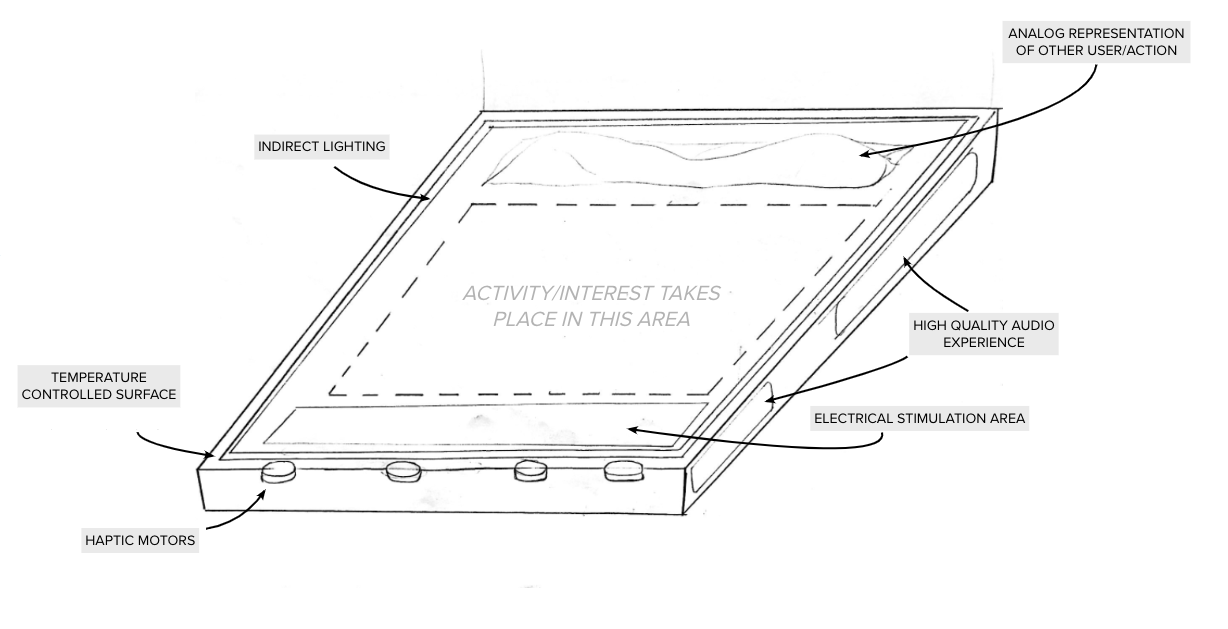 ANALOG REPRESENTATION
OF OTHER USER/ACTION
INDIRECT LIGHTING
ACTIVITY/INTEREST TAKES
PLACE IN THIS AREA
HIGH QUALITY AUDIO
EXPERIENCE
TEMPERATURE
CONTROLLED SURFACE
ELECTRICAL STIMULATION AREA
HAPTIC MOTORS